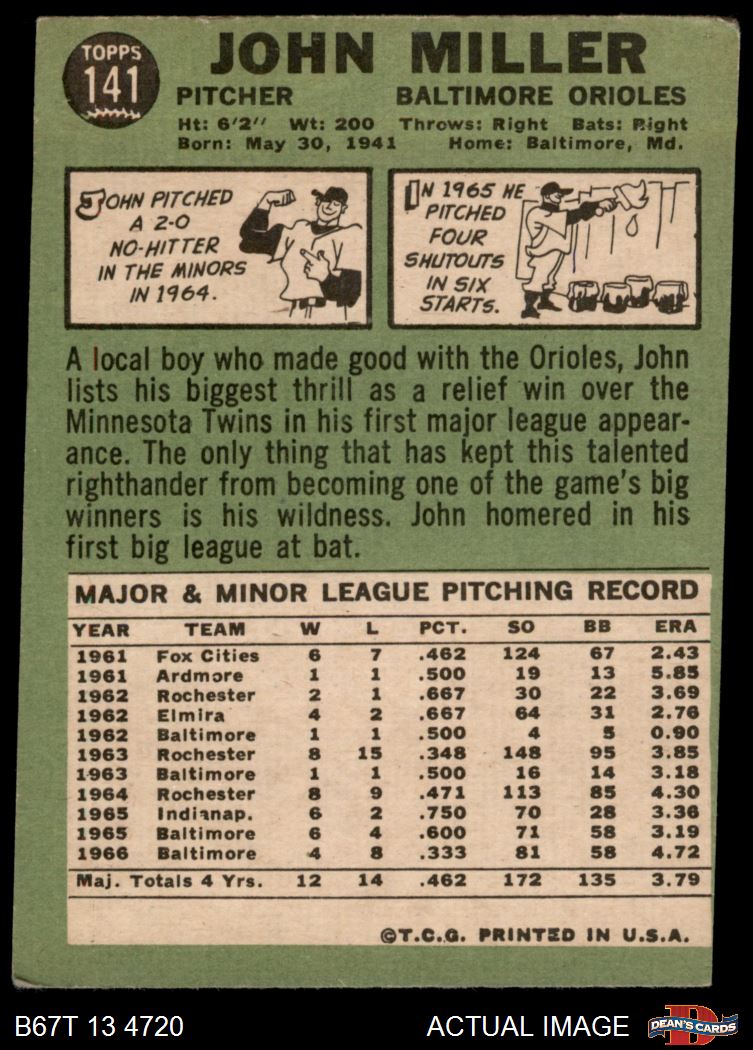 TOPPS
141
JOHN MILLER
PITCHER BALTIMORE ORIOLES
Ht: 6'2'' Wt: 200 Throws: Right Bats: Right
Born: May 30, 1941 Home: Baltimore, Md.
JOHN PITCHED
A 2-0
NO-HITTER
IN THE MINORS
IN 1964.
IN 1965 HE
PITCHED
FOUR
SHUTOUTS
IN SIX
STARTS.
A local boy who made good with the Orioles, John
lists his biggest thrill as a relief win over the
Minnesota Twins in his first major league appear-
ance. The only thing that has kept this talented
righthander from becoming one of the game's big
winners is his wildness. John homered in his
first big league at bat.
MAJOR & MINOR LEAGUE PITCHING RECORD
YEAR TEAM W L PCT. SO BB ERA
1961 Fox Cities 6 7 .462 124 67 2.43
1961 Ardmore 1 1 .500 19 13 5.85
1962 Rochester 2 1 .667 30 22 3.69
1962 Elmira 4 2 .667 64 31 2.76
1962 Baltimore 1 1 .500 4 5 0.90
1963 Rochester 8 15 .348 148 95 3.85
1963 Baltimore 1 1 .500 16 14 3.18
1964 Rochester 8 9 .471 113 85 4.30
1965 Indianap. 6 2 .750 70 28 3.36
1965 Baltimore 6 4 .600 71 58 3.19
1966 Baltimore 4 8 .333 81 58 4.72
Maj. Totals 4 Yrs. 12 14 .462 172 135 3.79
©T.C.G. PRINTED IN U.S.A.
B67T 13 4720 ACTUAL IMAGE
DEAN'S CARDS